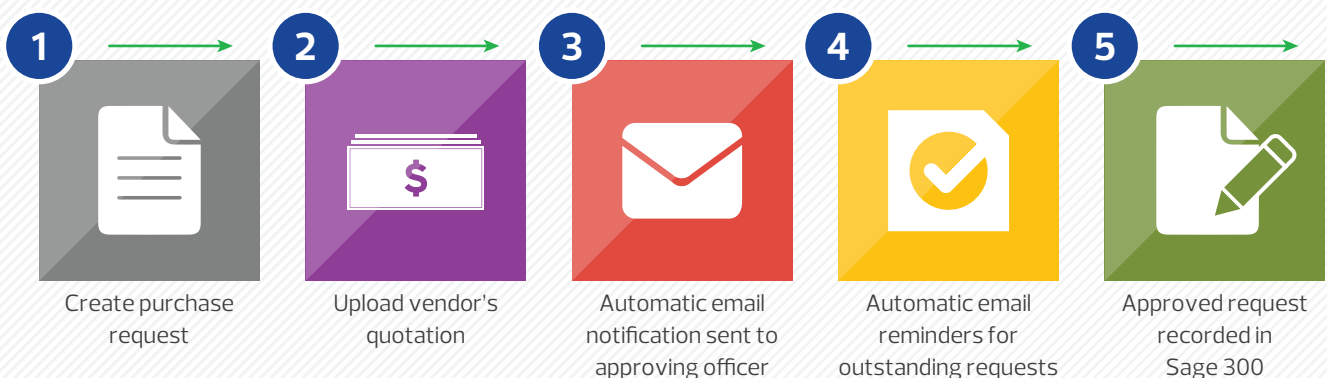 1
2
3
4
5
$
Create purchase
request
Upload vendor's
quotation
Automatic email
notification sent to
approving officer
Automatic email
reminders for
outstanding requests
Approved request
recorded in
Sage 300